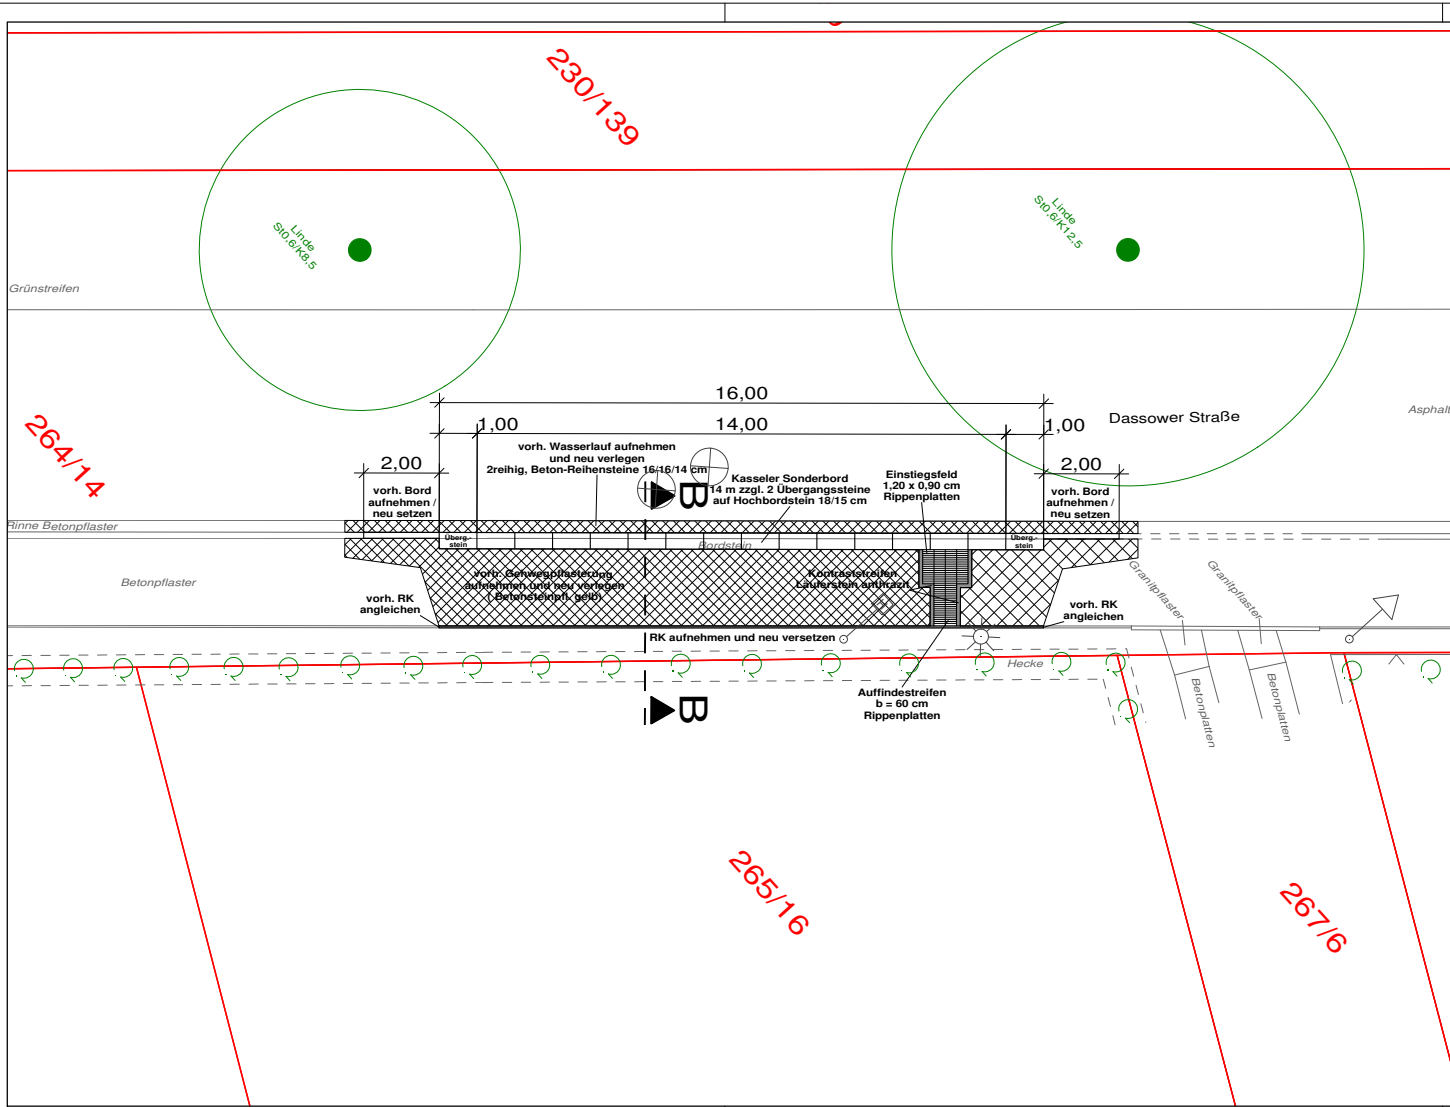 230/139
Linde
St0,6/K8,5
Linde
St0,6/K12,5
Grünstreifen
16,00
264/14
1,00
14,00
1,00
Dassower Straße
Asphalt
vorh. Wasserlauf aufnehmen
und neu verlegen
2reihig, Beton-Reihensteine 16/16/14 cm
2,00
vorh. Bord
aufnehmen /
neu setzen
Kasseler Sonderbord
14 m zzgl. 2 Übergangssteine
auf Hochbordstein 18/15 cm
Einstiegsfeld
1,20 x 0,90 cm
Rippenplatten
2,00
vorh. Bord
aufnehmen /
neu setzen
B
Rinne Betonpflaster
Überg.-
stein
Bordstein
Überg.-
stein
Betonpflaster
vorh. Gehwegpflasterung
aufnehmen und neu verlegen
( Betonsteinpfl. gelb)
Kontraststreifen
Läuferstein anthrazit
Granitpflaster
Granitpflaster
vorh. RK
angleichen
vorh. RK
angleichen
RK aufnehmen und neu versetzen
Hecke
Auffindestreifen
b = 60 cm
Rippenplatten
B
Betonplatten
Betonplatten
265/16
267/6